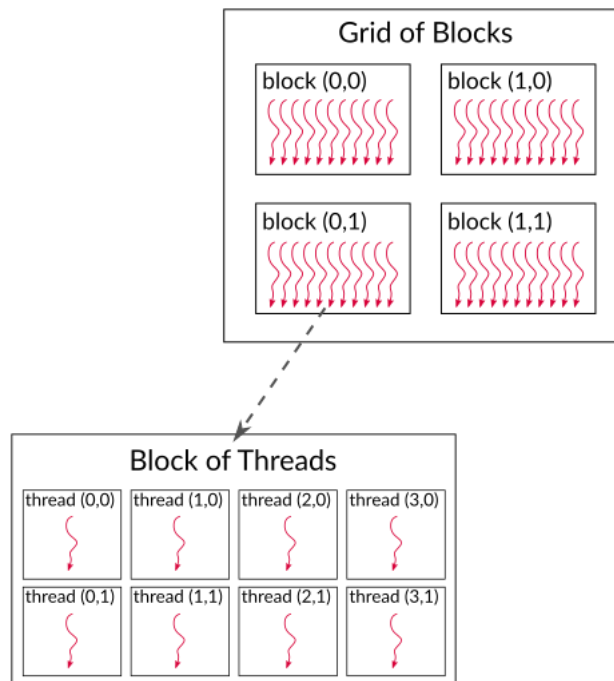 Grid of Blocks
block (0,0) block (1,0)
block (0,1) block (1,1)
Block of Threads
thread (0,0) thread (1,0) thread (2,0) thread (3,0)
thread (0,1) thread (1,1) thread (2,1) thread (3,1)